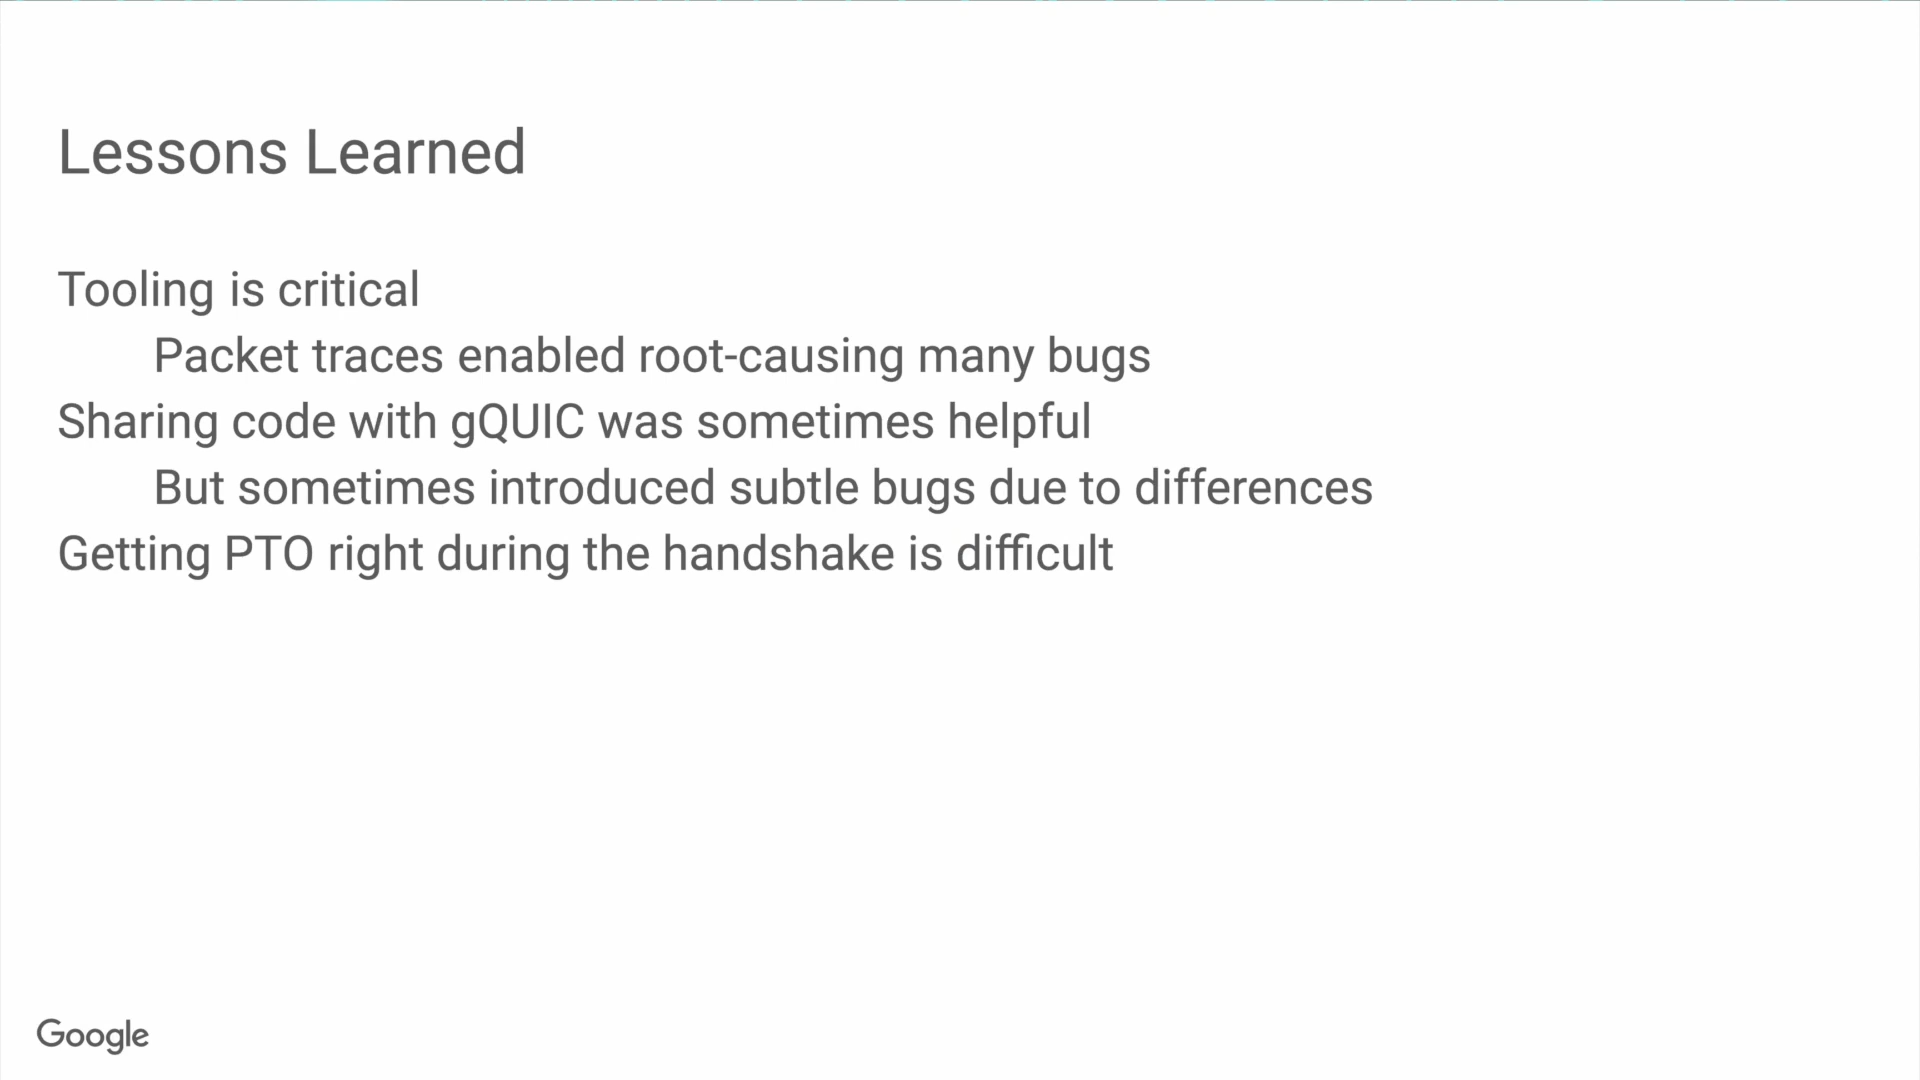 Lessons Learned
Tooling is critical
Packet traces enabled root-causing many bugs
Sharing code with gQUIC was sometimes helpful
But sometimes introduced subtle bugs due to differences
Getting PTO right during the handshake is difficult
Google